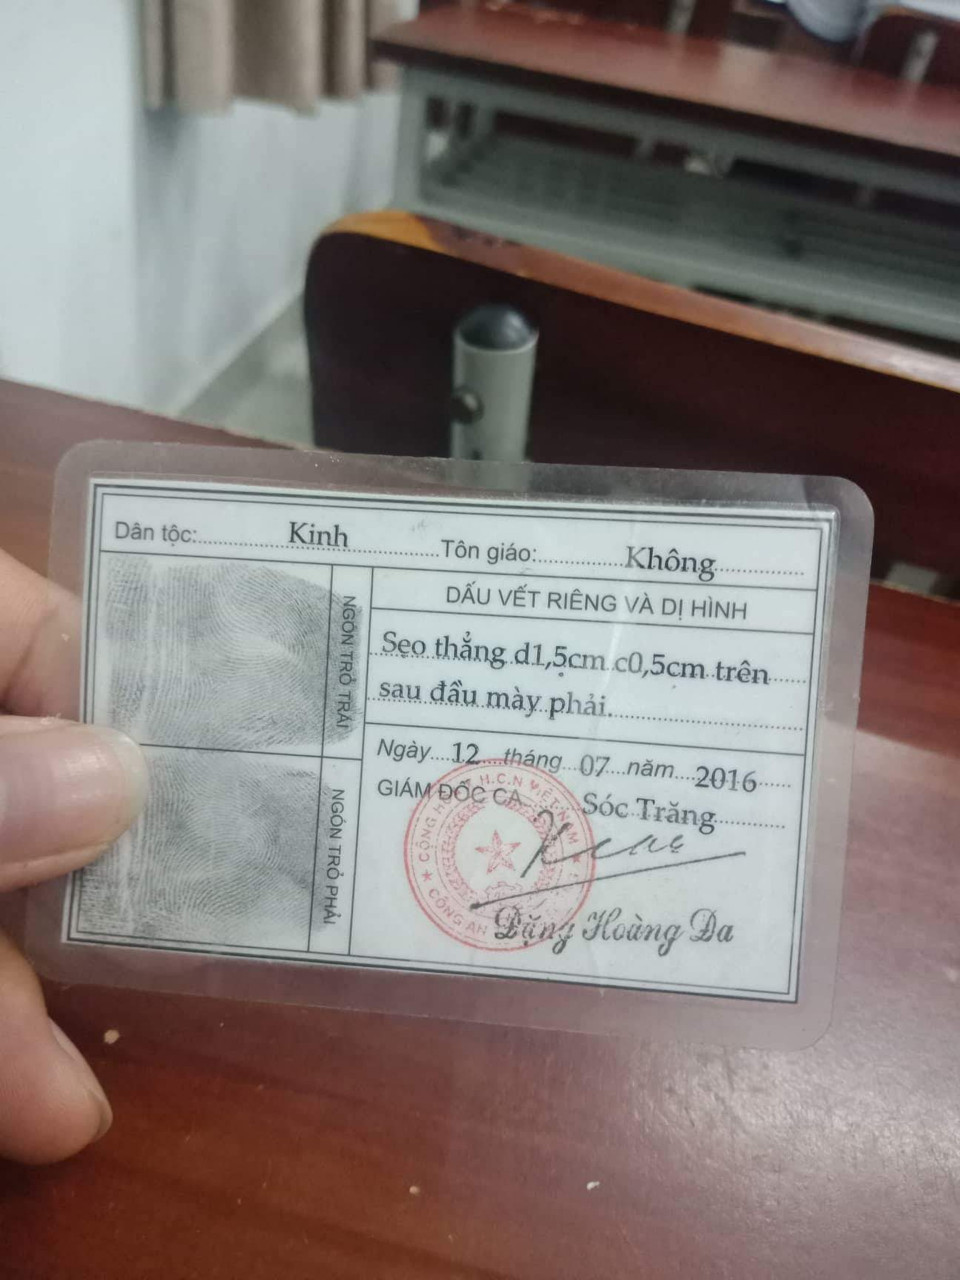 Dân tộc: Kinh Tôn giáo: Không
NGÓN TRỎ TRÁI
NGÓN TRỎ PHẢI
DẤU VẾT RIÊNG VÀ DỊ HÌNH
Sẹo thẳng d1,5cm c0,5cm trên
sau đầu mày phải.
Ngày 12 tháng 07 năm 2016
GIÁM ĐỐC CA Sóc Trăng
CỘNG HÒA X.H.C.N VIỆT NAM
CÔNG AN
Đặng Hoàng Đa